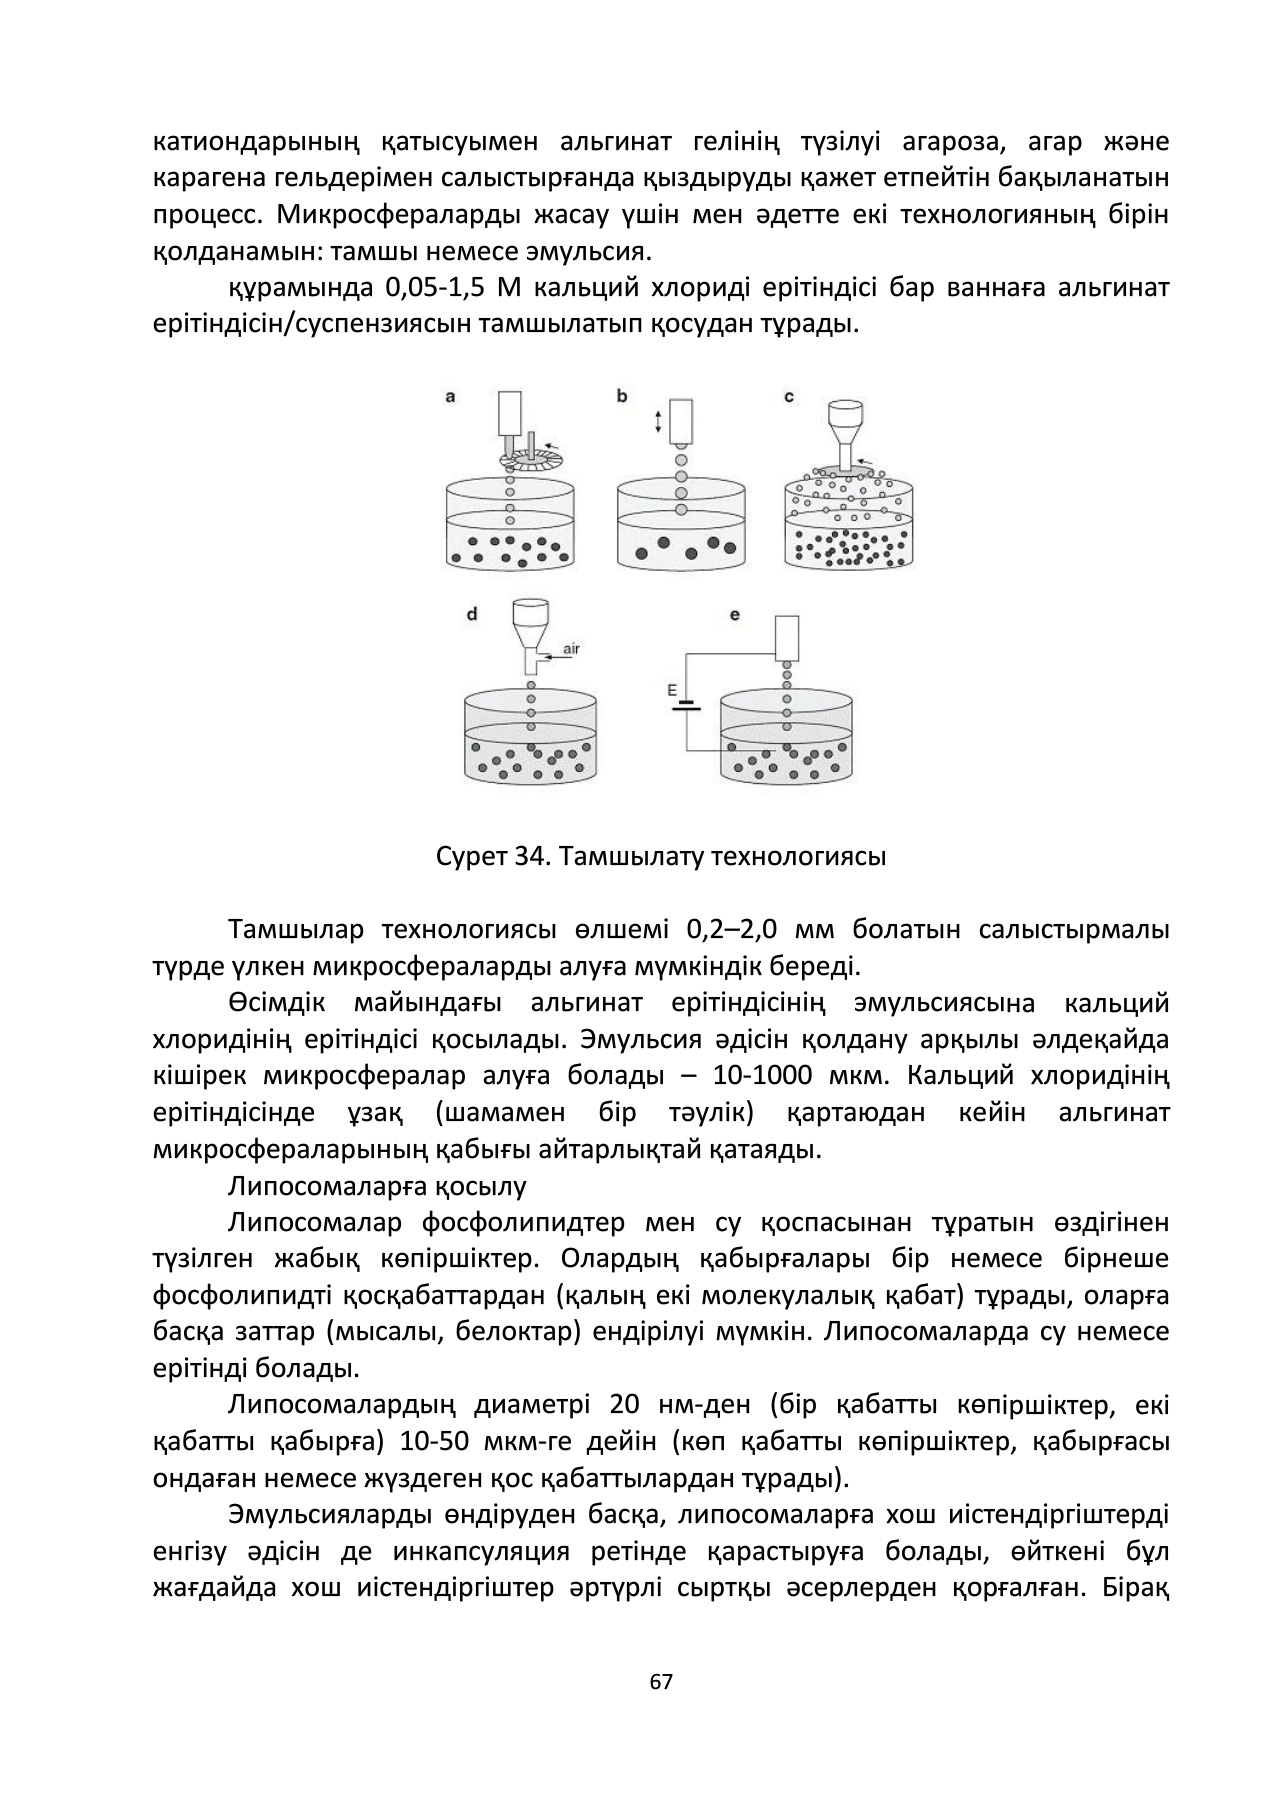 катиондарының қатысуымен альгинат гелінің түзілуі агароза, агар және
карагена гельдерімен салыстырғанда қыздыруды қажет етпейтін бақыланатын
процесс. Микросфераларды жасау үшін мен әдетте екі технологияның бірін
қолданамын: тамшы немесе эмульсия.
құрамында 0,05-1,5 М кальций хлориді ерітіндісі бар ваннаға альгинат
ерітіндісін/суспензиясын тамшылатып қосудан тұрады.
a b c
d e
air
E
Сурет 34. Тамшылату технологиясы
Тамшылар технологиясы өлшемі 0,2–2,0 мм болатын салыстырмалы
түрде үлкен микросфераларды алуға мүмкіндік береді.
Өсімдік майындағы альгинат ерітіндісінің эмульсиясына кальций
хлоридінің ерітіндісі қосылады. Эмульсия әдісін қолдану арқылы әлдеқайда
кішірек микросфералар алуға болады – 10-1000 мкм. Кальций хлоридінің
ерітіндісінде ұзақ (шамамен бір тәулік) қартаюдан кейін альгинат
микросфераларының қабығы айтарлықтай қатаяды.
Липосомаларға қосылу
Липосомалар фосфолипидтер мен су қоспасынан тұратын өздігінен
түзілген жабық көпіршіктер. Олардың қабырғалары бір немесе бірнеше
фосфолипидті қосқабаттардан (қалың екі молекулалық қабат) тұрады, оларға
басқа заттар (мысалы, белоктар) ендірілуі мүмкін. Липосомаларда су немесе
ерітінді болады.
Липосомалардың диаметрі 20 нм-ден (бір қабатты көпіршіктер, екі
қабатты қабырға) 10-50 мкм-ге дейін (көп қабатты көпіршіктер, қабырғасы
ондаған немесе жүздеген қос қабаттылардан тұрады).
Эмульсияларды өндіруден басқа, липосомаларға хош иістендіргіштерді
енгізу әдісін де инкапсуляция ретінде қарастыруға болады, өйткені бұл
жағдайда хош иістендіргіштер әртүрлі сыртқы әсерлерден қорғалған. Бірақ
67